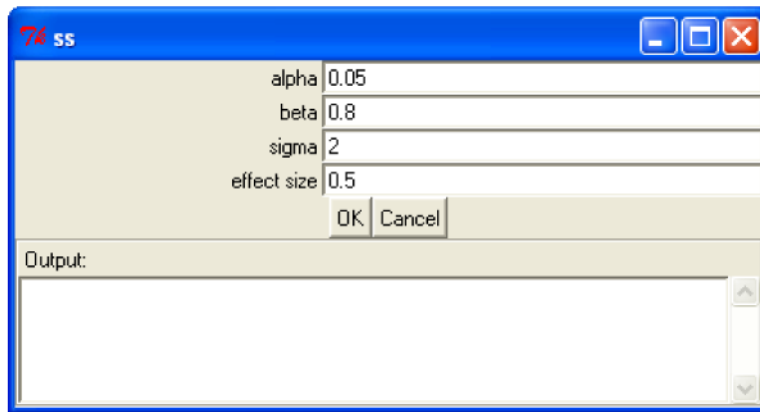 ss
alpha 0.05
beta 0.8
sigma 2
effect size 0.5
OK Cancel
Output: